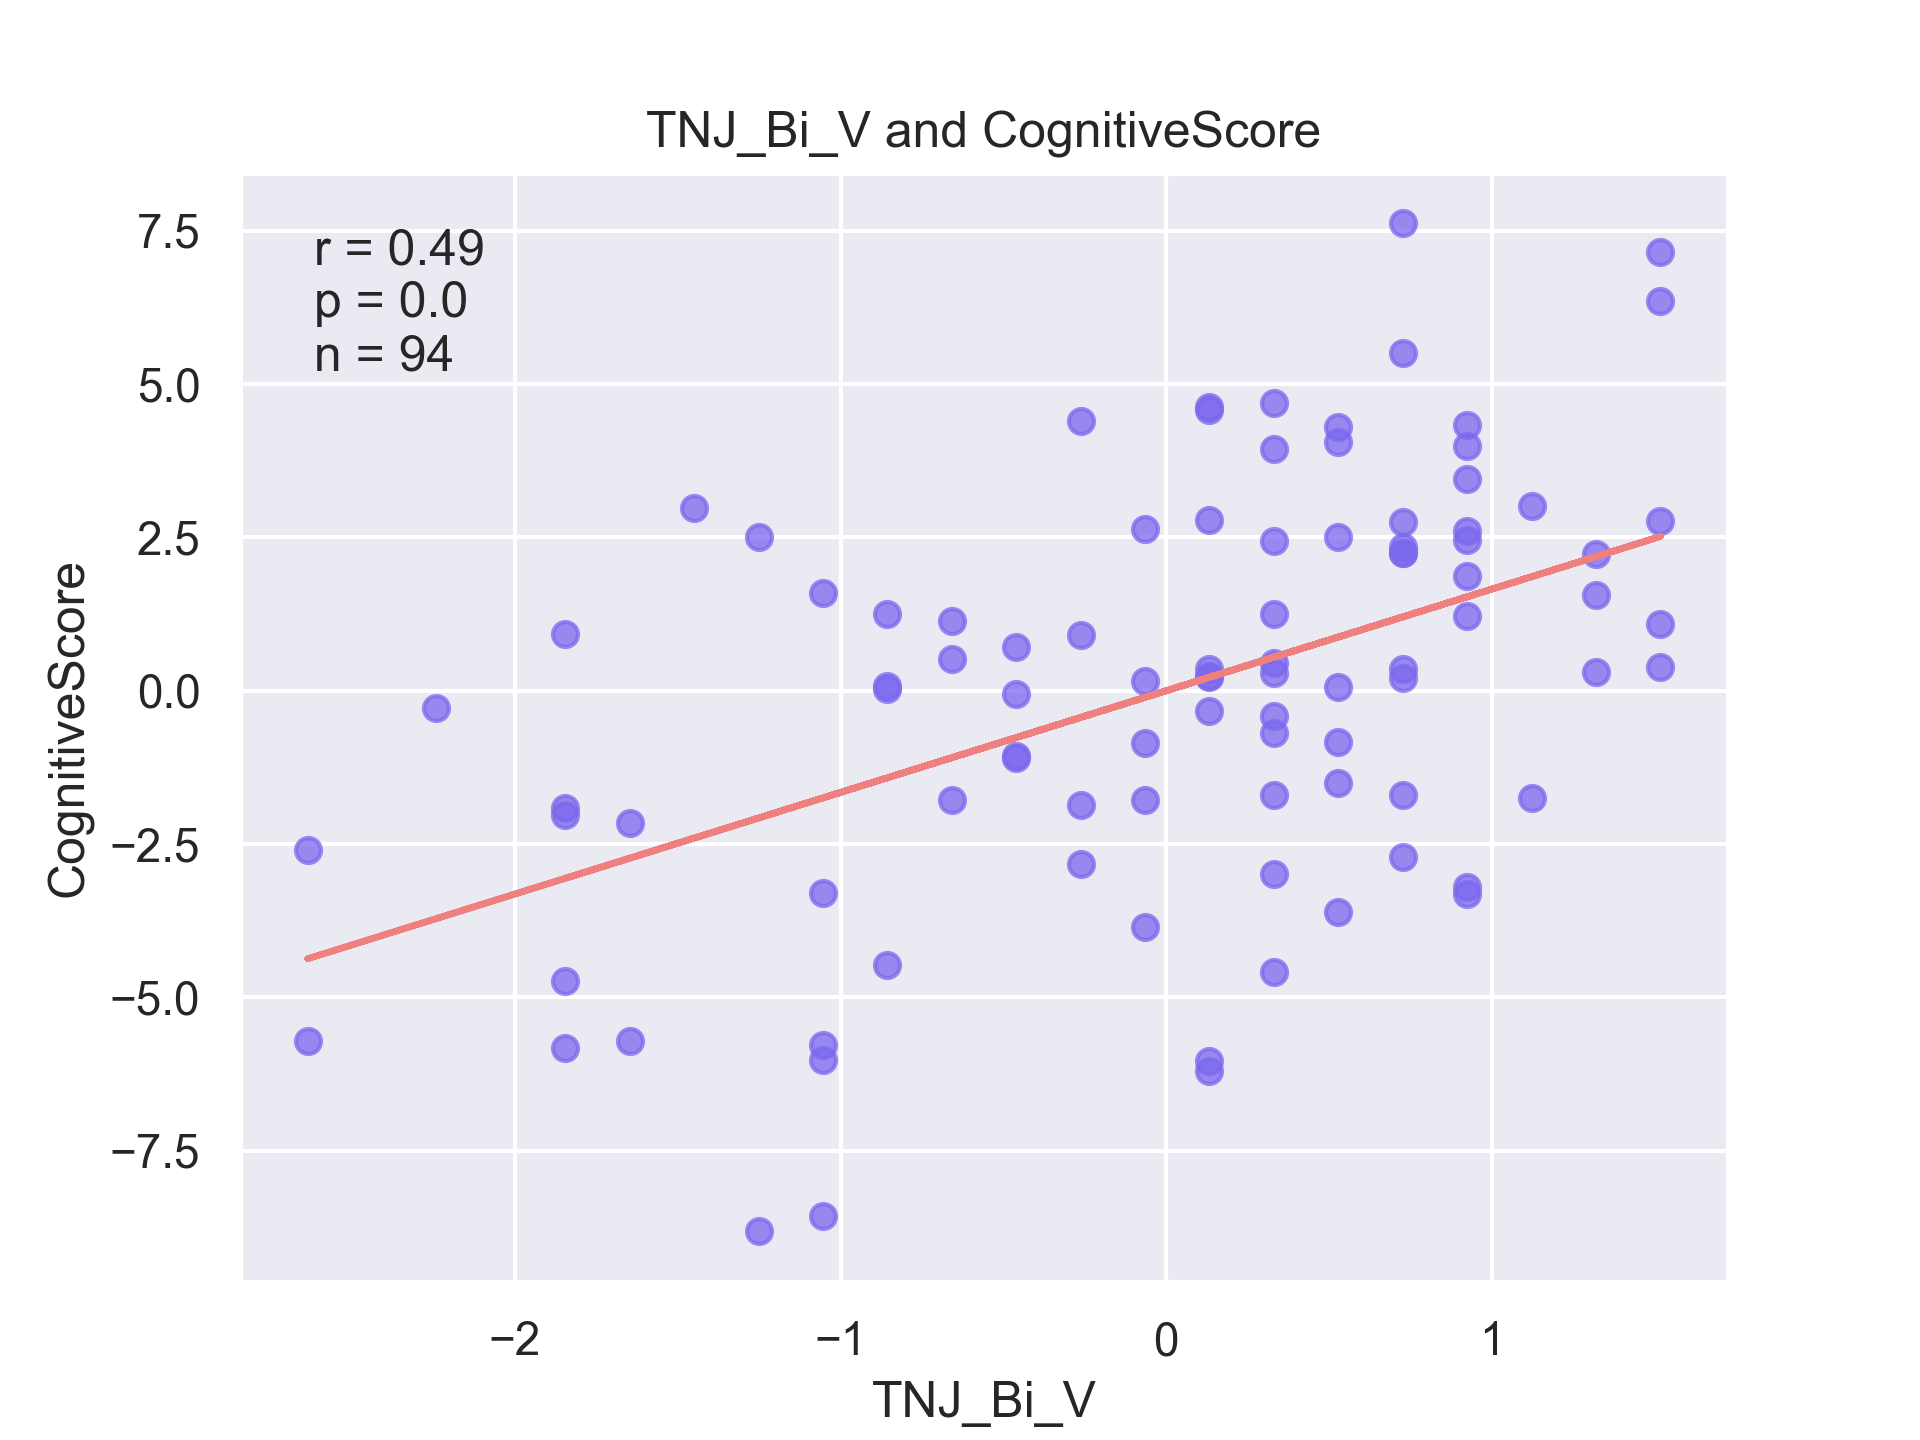 TNJ_Bi_V and CognitiveScore
r = 0.49
p = 0.0
n = 94
7.5
5.0
2.5
0.0
−2.5
−5.0
−7.5
CognitiveScore
−2 −1 0 1
TNJ_Bi_V